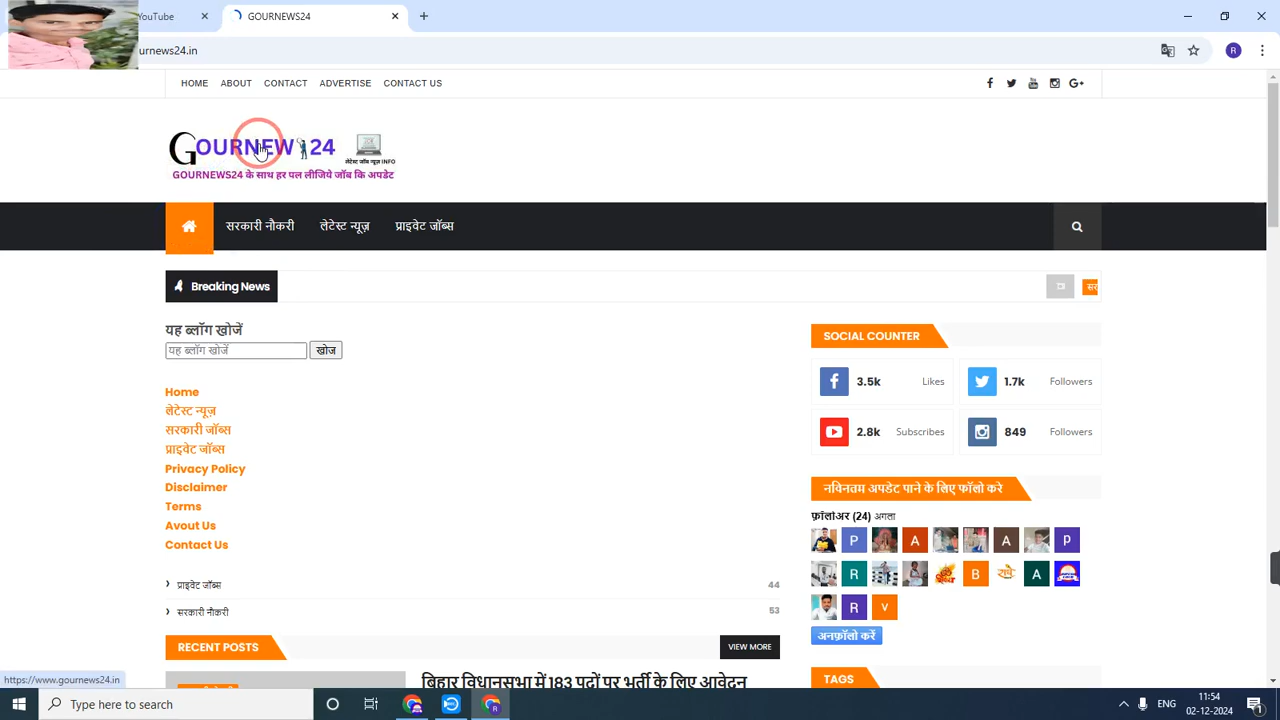 YouTube
GOURNEWS24
urnews24.in
R
HOME ABOUT CONTACT ADVERTISE CONTACT US
GOURNEW 24
लेटेस्ट जॉब न्यूज़ INFO
GOURNEWS24 के साथ हर पल लीजिये जॉब कि अपडेट
सरकारी नौकरी लेटेस्ट न्यूज़ प्राइवेट जॉब्स
Breaking News
यह ब्लॉग खोजें
यह ब्लॉग खोजें खोज
Home
लेटेस्ट न्यूज़
सरकारी जॉब्स
प्राइवेट जॉब्स
Privacy Policy
Disclaimer
Terms
Avout Us
Contact Us
प्राइवेट जॉब्स 44
सरकारी नौकरी 53
RECENT POSTS VIEW MORE
बिहार विधानसभा में 183 पदों पर भर्ती के लिए आवेदन
SOCIAL COUNTER
3.5k Likes 1.7k Followers
2.8k Subscribes 849 Followers
नविनतम अपडेट पाने के लिए फॉलो करे
फ़ॉलोअर (24) अगला
P A A P
R B राधे A
R V
अनफ़ॉलो करें
TAGS
https://www.gournews24.in
Type here to search
ENG
11:54
02-12-2024